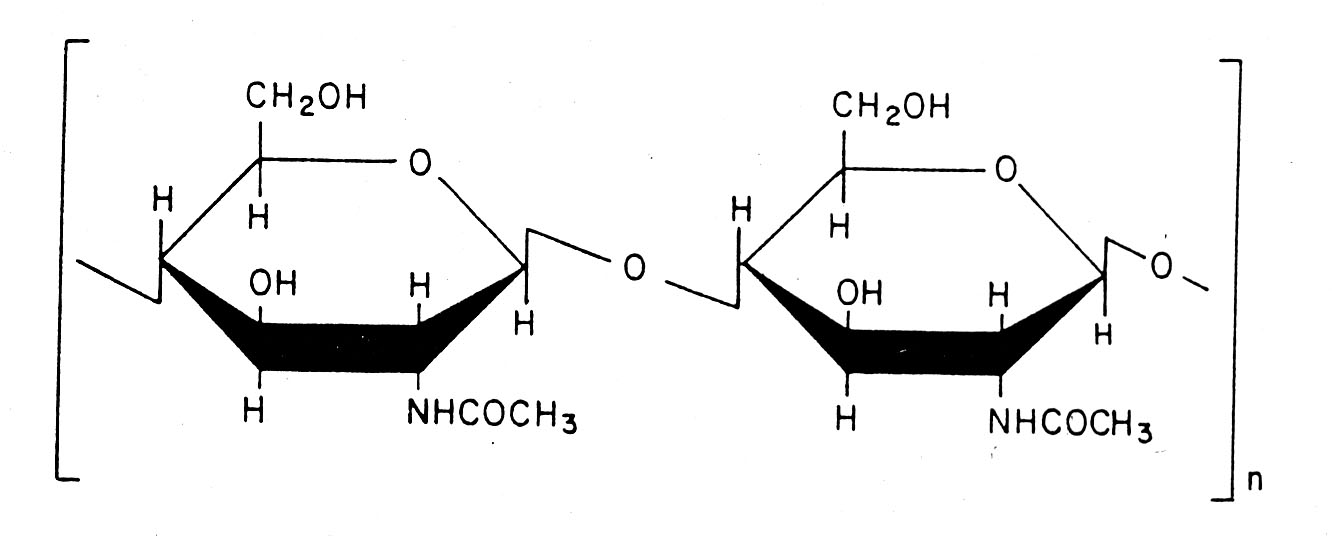 CH2OH CH2OH
O O
H H
H H
O O
OH H OH H
H H
H NHCOCH3 H NHCOCH3
n